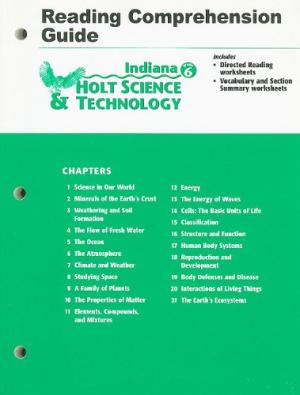 Reading Comprehension
Guide
Includes
• Directed Reading
worksheets
• Vocabulary and Section
Summary worksheets
Indiana 6
HOLT SCIENCE
& TECHNOLOGY
CHAPTERS
1 Science in Our World
2 Minerals of the Earth's Crust
3 Weathering and Soil
Formation
4 The Flow of Fresh Water
5 The Ocean
6 The Atmosphere
7 Climate and Weather
8 Studying Space
9 A Family of Planets
10 The Properties of Matter
11 Elements, Compounds,
and Mixtures
12 Energy
13 The Energy of Waves
14 Cells: The Basic Units of Life
15 Classification
16 Structure and Function
17 Human Body Systems
18 Reproduction and
Development
19 Body Defenses and Disease
20 Interactions of Living Things
21 The Earth's Ecosystems